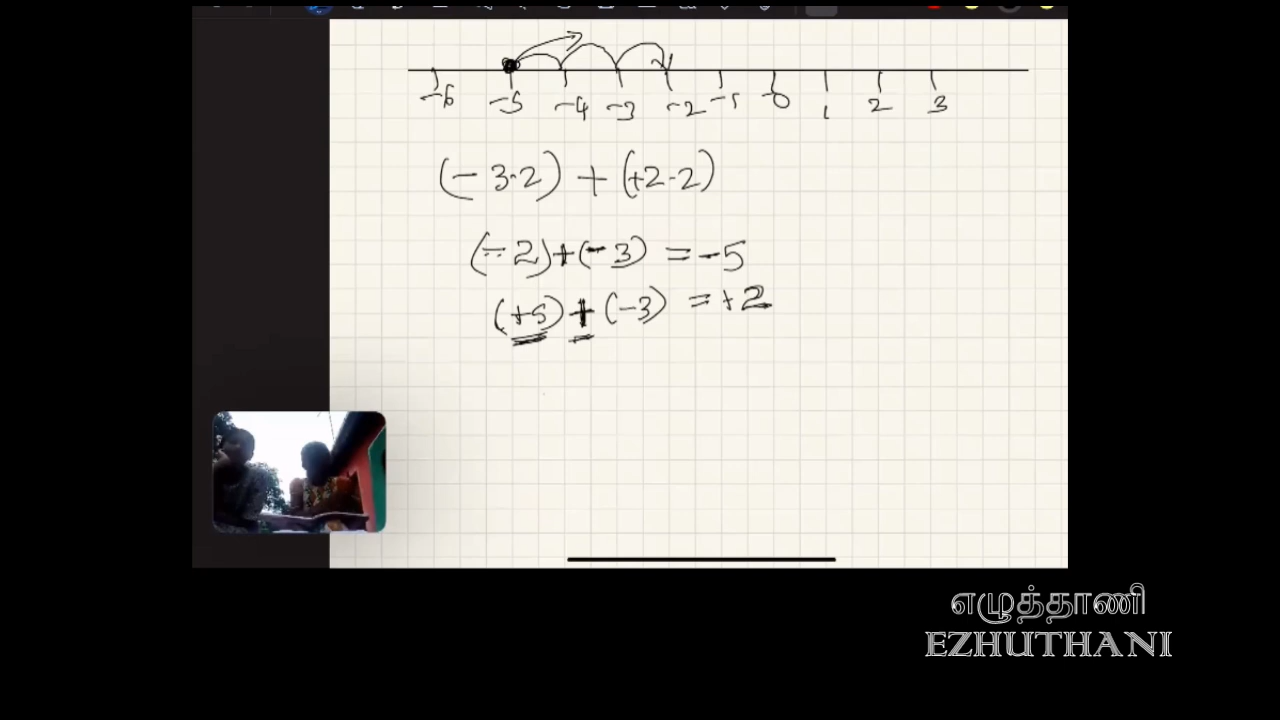 -6 -5 -4 -3 -2 -1 0 1 2 3
(- 3.2) + (+2.2)
(- 2) + (- 3) = -5
(+5) + (-3) = +2
எழுத்தாணி
EZHUTHANI